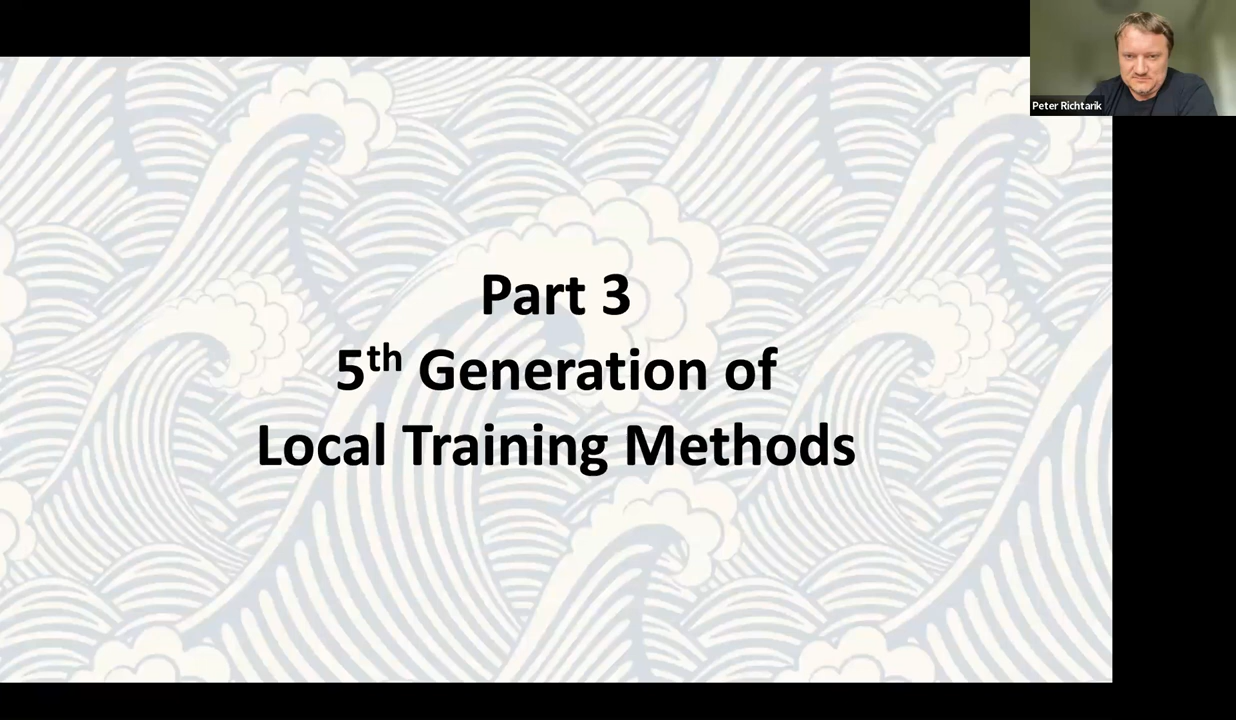 Peter Richtarik
Part 3
5th Generation of
Local Training Methods